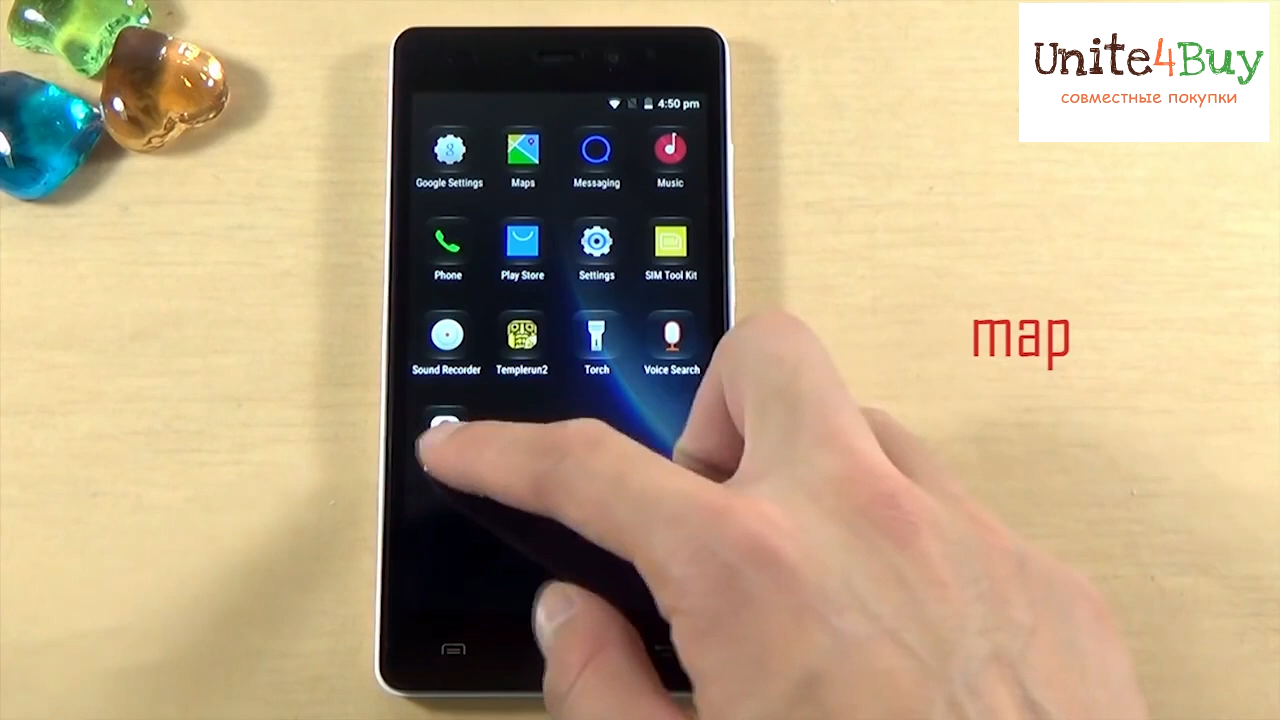 Unite4Buy
совместные покупки
4:50 pm
Google Settings
Maps
Messaging
Music
Phone
Play Store
Settings
SIM Tool Kit
Sound Recorder
Templerun2
Torch
Voice Search
map